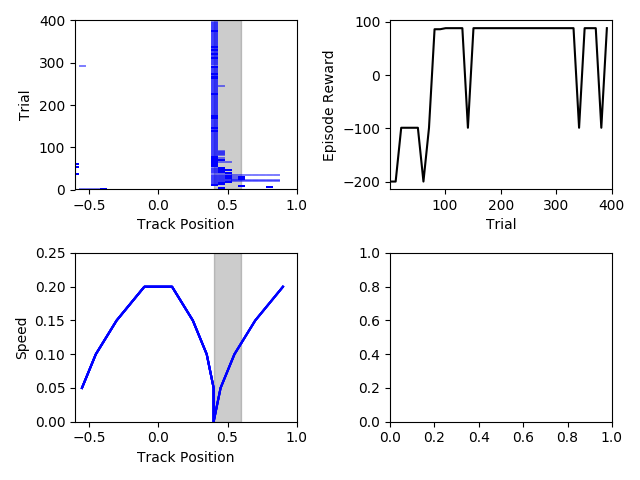 400
300
200
100
0
Trial
−0.5 0.0 0.5 1.0
Track Position
100
0
−100
−200
Episode Reward
100 200 300 400
Trial
0.25
0.20
0.15
0.10
0.05
0.00
Speed
−0.5 0.0 0.5 1.0
Track Position
1.0
0.8
0.6
0.4
0.2
0.0
0.0 0.2 0.4 0.6 0.8 1.0